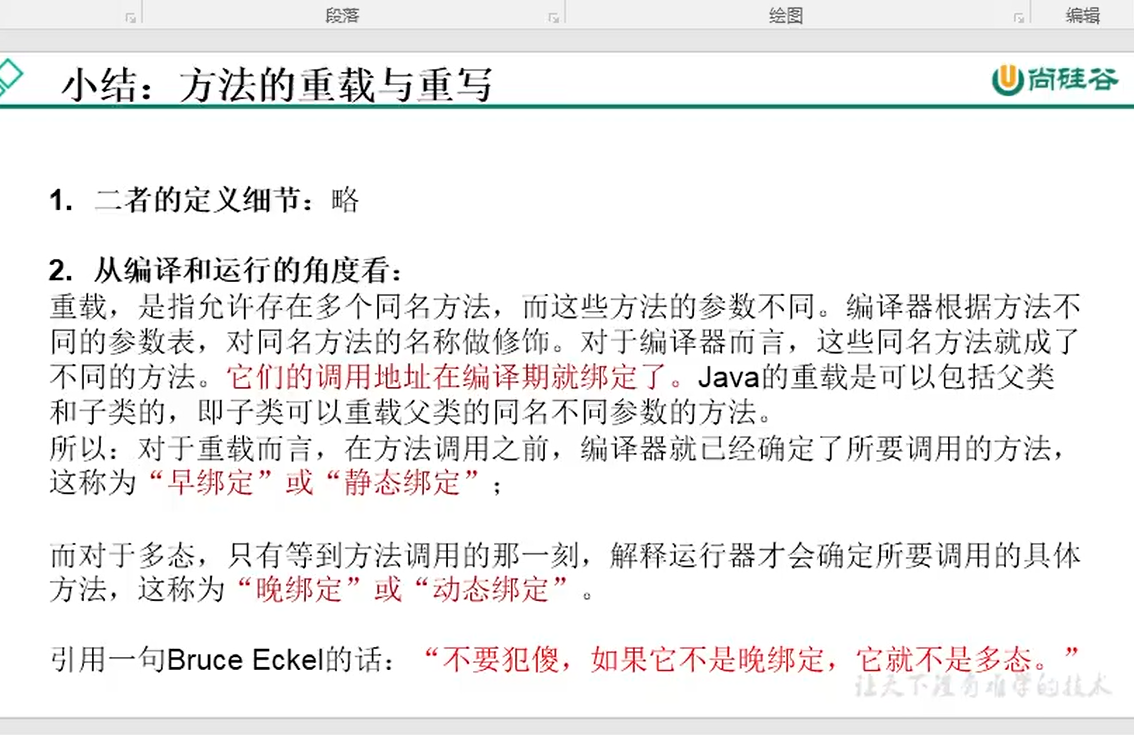 段落 绘图 编辑
小结：方法的重载与重写
尚硅谷
1. 二者的定义细节：略
2. 从编译和运行的角度看：
重载，是指允许存在多个同名方法，而这些方法的参数不同。编译器根据方法不
同的参数表，对同名方法的名称做修饰。对于编译器而言，这些同名方法就成了
不同的方法。它们的调用地址在编译期就绑定了。Java的重载是可以包括父类
和子类的，即子类可以重载父类的同名不同参数的方法。
所以：对于重载而言，在方法调用之前，编译器就已经确定了所要调用的方法，
这称为“早绑定”或“静态绑定”；
而对于多态，只有等到方法调用的那一刻，解释运行器才会确定所要调用的具体
方法，这称为“晚绑定”或“动态绑定”。
引用一句Bruce Eckel的话：“不要犯傻，如果它不是晚绑定，它就不是多态。”
让天下没有难学的技术